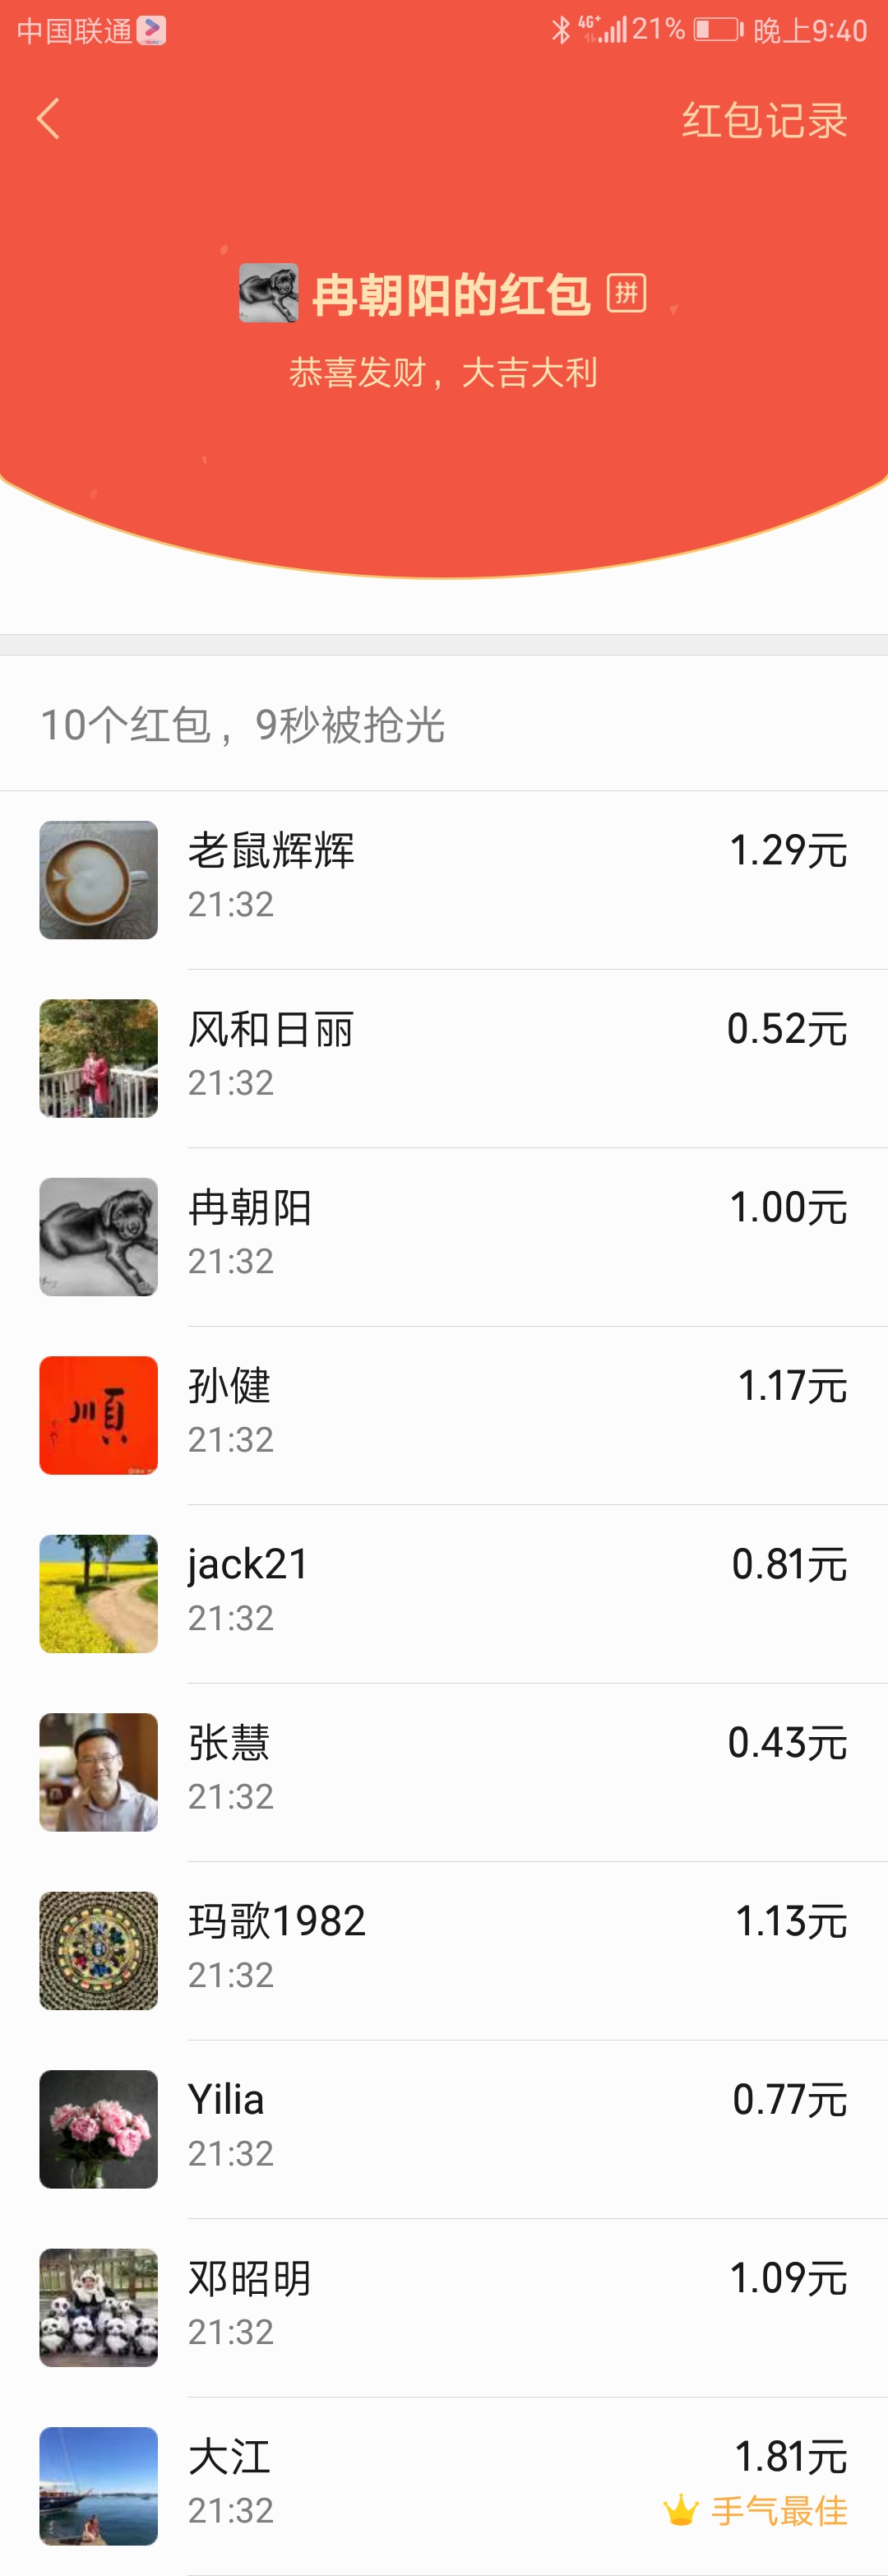 中国联通 4G+ 21% 晚上9:40
红包记录
冉朝阳的红包 拼
恭喜发财，大吉大利
10个红包，9秒被抢光
老鼠辉辉 1.29元
21:32
风和日丽 0.52元
21:32
冉朝阳 1.00元
21:32
孙健 1.17元
21:32
順
jack21 0.81元
21:32
张慧 0.43元
21:32
玛歌1982 1.13元
21:32
Yilia 0.77元
21:32
邓昭明 1.09元
21:32
大江 1.81元
21:32 手气最佳